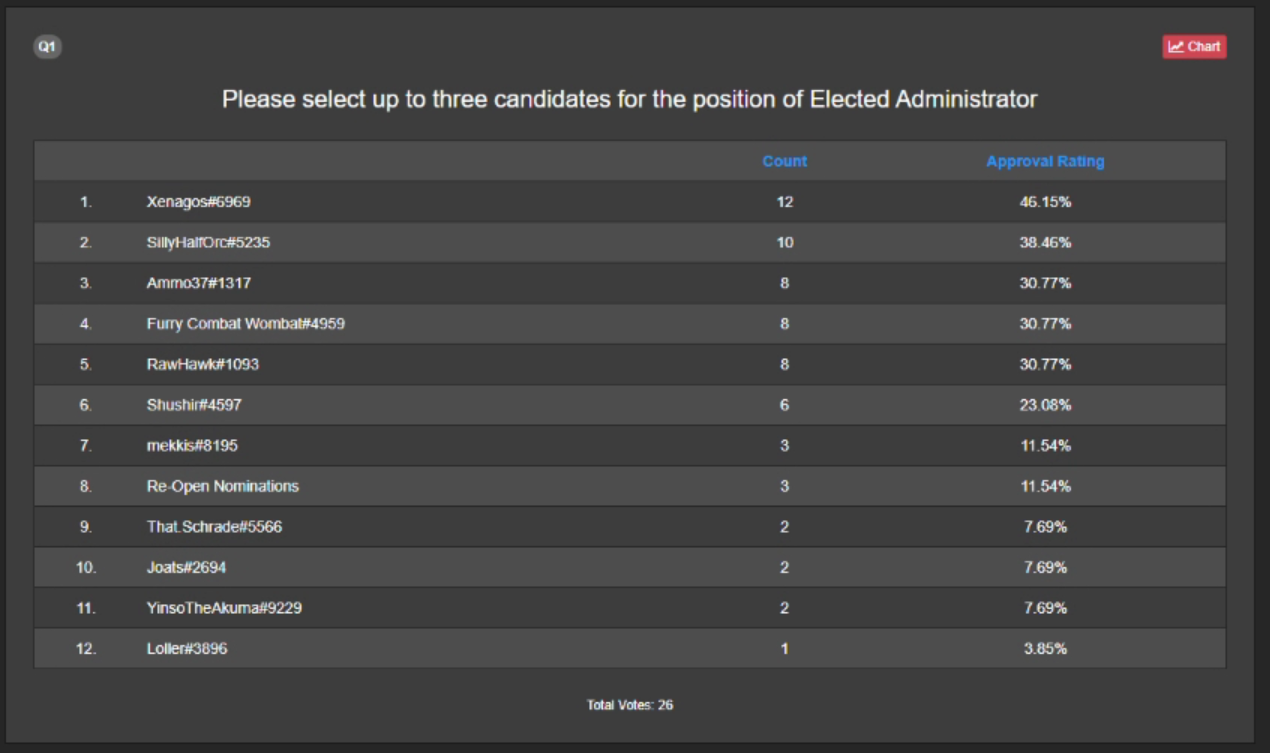 Q1
Chart
Please select up to three candidates for the position of Elected Administrator
Count Approval Rating
1. Xenagos#6969 12 46.15%
2. SillyHalfOrc#5235 10 38.46%
3. Ammo37#1317 8 30.77%
4. Furry Combat Wombat#4959 8 30.77%
5. RawHawk#1093 8 30.77%
6. Shushir#4597 6 23.08%
7. mekkis#8195 3 11.54%
8. Re-Open Nominations 3 11.54%
9. That.Schrade#5566 2 7.69%
10. Joats#2694 2 7.69%
11. YinsoTheAkuma#9229 2 7.69%
12. Loller#3896 1 3.85%
Total Votes: 26